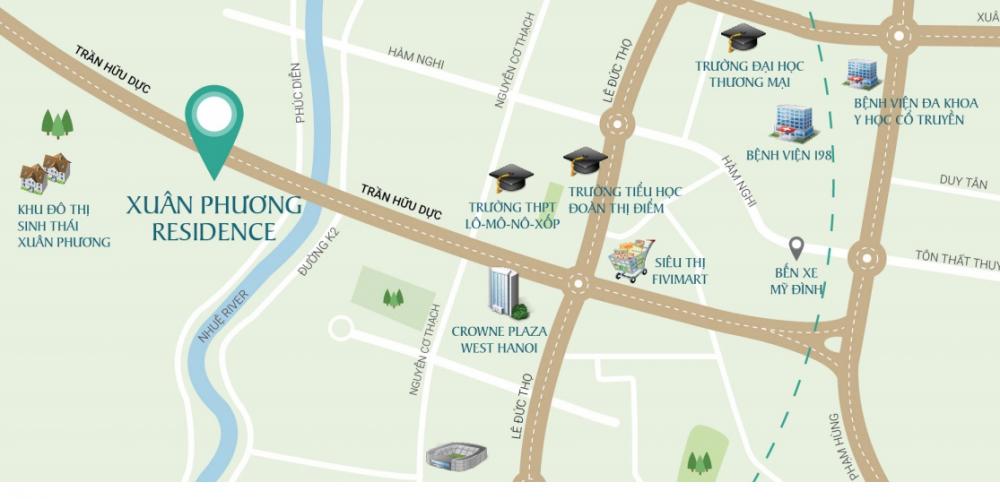 XUÂ
TRẦN HỮU DỰC
HÀM NGHI
NGUYỄN CƠ THẠCH
LÊ ĐỨC THỌ
PHÚC DIỄN
TRƯỜNG ĐẠI HỌC
THƯƠNG MẠI
BỆNH VIỆN ĐA KHOA
Y HỌC CỔ TRUYỀN
BỆNH VIỆN 198
HÀM NGHI
DUY TÂN
TRẦN HỮU DỰC
TRƯỜNG THPT
LÔ-MÔ-NÔ-XỐP
TRƯỜNG TIỂU HỌC
ĐOÀN THỊ ĐIỂM
KHU ĐÔ THỊ
SINH THÁI
XUÂN PHƯƠNG
XUÂN PHƯƠNG
RESIDENCE
ĐƯỜNG K2
SIÊU THỊ
FIVIMART
BẾN XE
MỸ ĐÌNH
TÔN THẤT THUY
NHUỆ RIVER
CROWNE PLAZA
WEST HANOI
NGUYỄN CƠ THẠCH
LÊ ĐỨC THỌ
PHẠM HÙNG